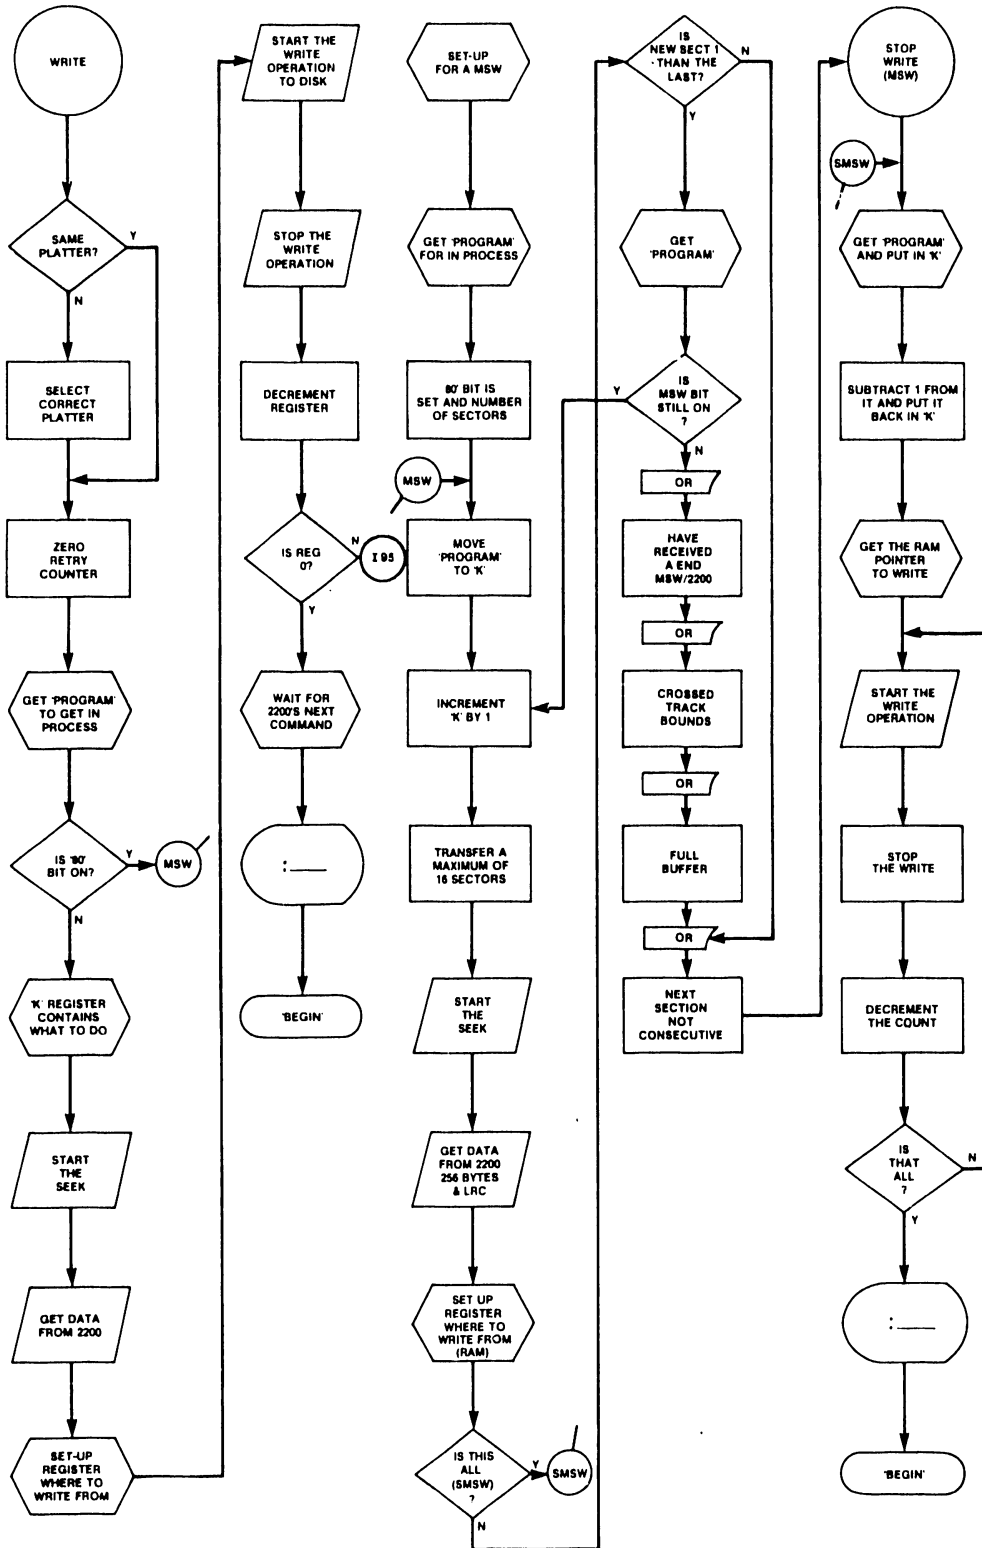 WRITE
SAME
PLATTER?
Y
N
SELECT
CORRECT
PLATTER
ZERO
RETRY
COUNTER
GET 'PROGRAM'
TO GET IN
PROCESS
IS '80'
BIT ON?
Y
MSW
N
'K' REGISTER
CONTAINS
WHAT TO DO
START
THE
SEEK
GET DATA
FROM 2200
SET-UP
REGISTER
WHERE TO
WRITE FROM
START THE
WRITE
OPERATION
TO DISK
STOP THE
WRITE
OPERATION
DECREMENT
REGISTER
IS REG
0?
N
I 95
Y
WAIT FOR
2200'S NEXT
COMMAND
: ___
'BEGIN'
SET-UP
FOR A MSW
GET 'PROGRAM'
FOR IN PROCESS
80' BIT IS
SET AND NUMBER
OF SECTORS
MSW
MOVE
'PROGRAM'
TO 'K'
INCREMENT
'K' BY 1
TRANSFER A
MAXIMUM OF
16 SECTORS
START
THE
SEEK
GET DATA
FROM 2200
256 BYTES
& LRC
SET UP
REGISTER
WHERE TO
WRITE FROM
(RAM)
IS THIS
ALL
(SMSW)
?
Y
SMSW
N
IS
NEW SECT 1
THAN THE
LAST?
N
Y
GET
'PROGRAM'
IS
MSW BIT
STILL ON
?
Y
N
OR
HAVE
RECEIVED
A END
MSW/2200
OR
CROSSED
TRACK
BOUNDS
OR
FULL
BUFFER
OR
NEXT
SECTION
NOT
CONSECUTIVE
STOP
WRITE
(MSW)
SMSW
GET 'PROGRAM'
AND PUT IN 'K'
SUBTRACT 1 FROM
IT AND PUT IT
BACK IN 'K'
GET THE RAM
POINTER
TO WRITE
START THE
WRITE
OPERATION
STOP
THE WRITE
DECREMENT
THE COUNT
IS
THAT
ALL
?
N
Y
: ___
'BEGIN'